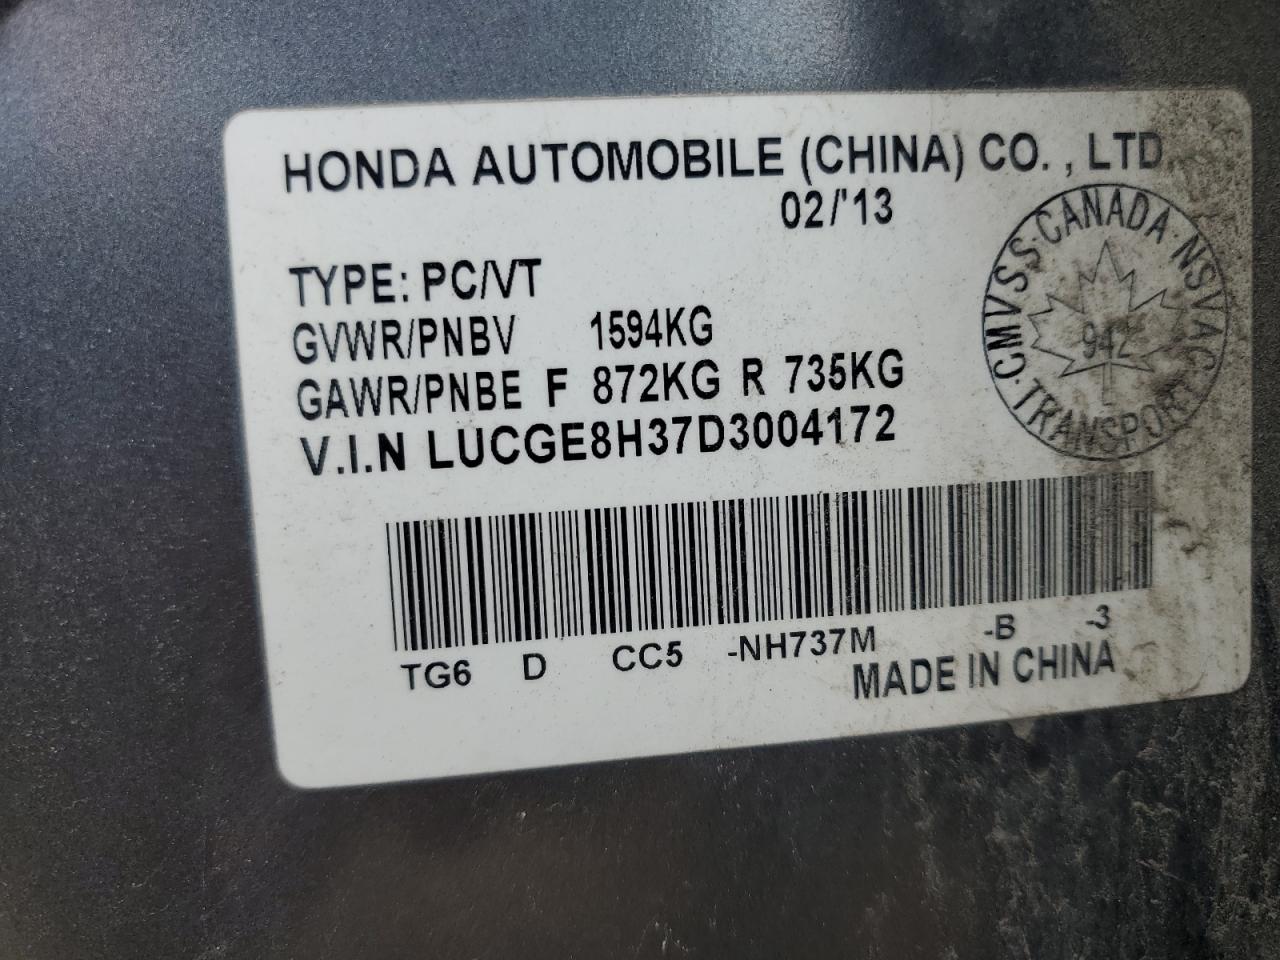 HONDA AUTOMOBILE (CHINA) CO. , LTD
02/'13
TYPE: PC/VT
GVWR/PNBV 1594KG
GAWR/PNBE F 872KG R 735KG
V.I.N LUCGE8H37D3004172
CMVSS · CANADA · NSVAC · TRANSPORT ·
942
TG6 D CC5 -NH737M -B -3
MADE IN CHINA